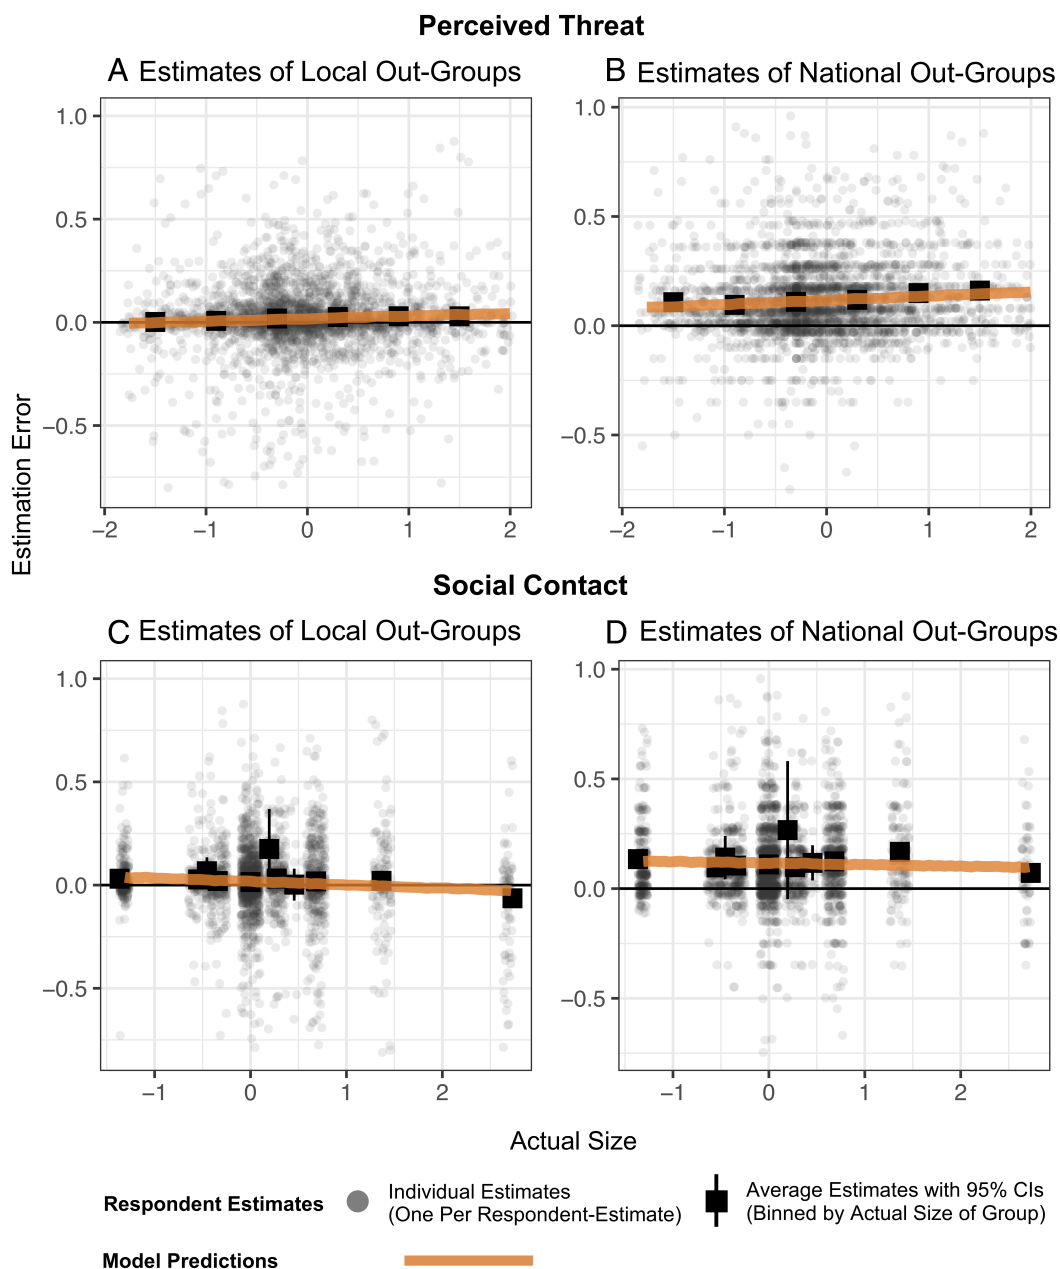 Perceived Threat
A Estimates of Local Out-Groups
B Estimates of National Out-Groups
1.0
0.5
0.0
−0.5
−2 −1 0 1 2
1.0
0.5
0.0
−0.5
−2 −1 0 1 2
Estimation Error
Social Contact
C Estimates of Local Out-Groups
D Estimates of National Out-Groups
1.0
0.5
0.0
−0.5
−1 0 1 2
1.0
0.5
0.0
−0.5
−1 0 1 2
Actual Size
Respondent Estimates
Individual Estimates
(One Per Respondent-Estimate)
Average Estimates with 95% CIs
(Binned by Actual Size of Group)
Model Predictions